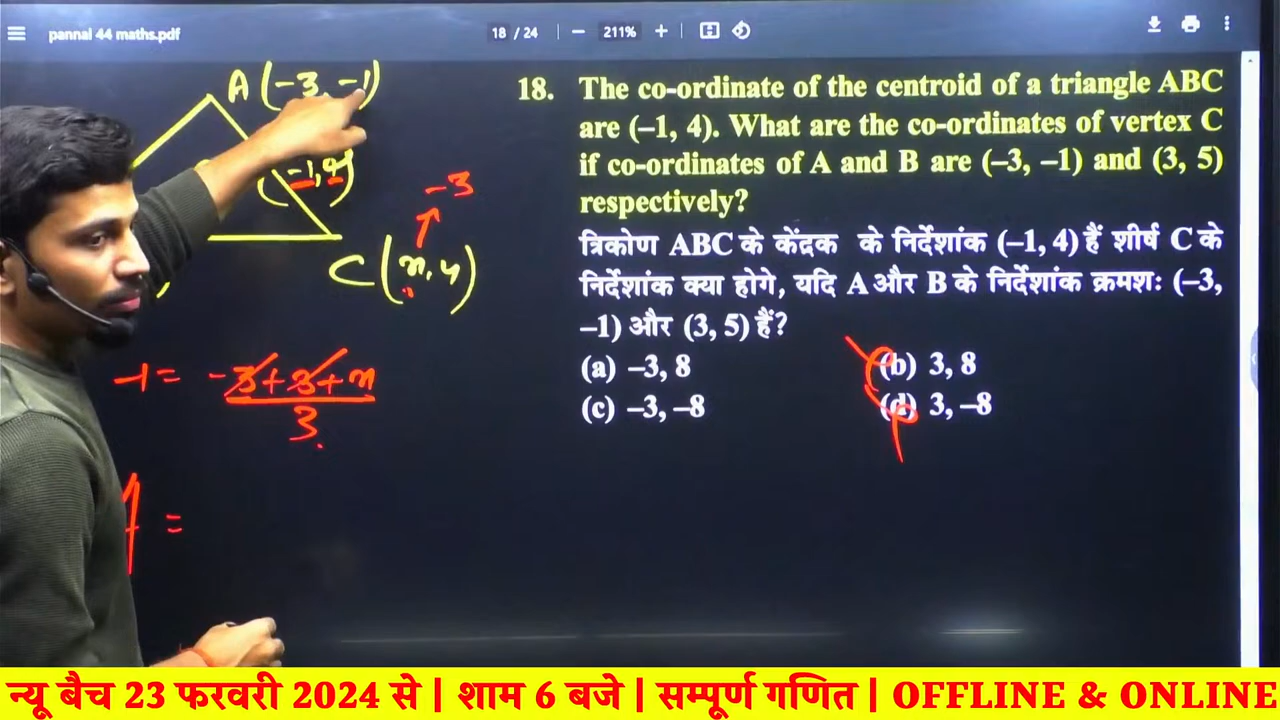 pannal 44 maths.pdf
18 / 24
211%
A (-3, -1)
(-1, 4)
-3
C (x, y)
-1 = -3+3+x
3
4 =
18. The co-ordinate of the centroid of a triangle ABC
are (–1, 4). What are the co-ordinates of vertex C
if co-ordinates of A and B are (–3, –1) and (3, 5)
respectively?
त्रिकोण ABC के केंद्रक के निर्देशांक (–1, 4) हैं शीर्ष C के
निर्देशांक क्या होगे, यदि A और B के निर्देशांक क्रमशः (–3,
–1) और (3, 5) हैं?
(a) –3, 8
(b) 3, 8
(c) –3, –8
(d) 3, –8
न्यू बैच 23 फरवरी 2024 से | शाम 6 बजे | सम्पूर्ण गणित | OFFLINE & ONLINE